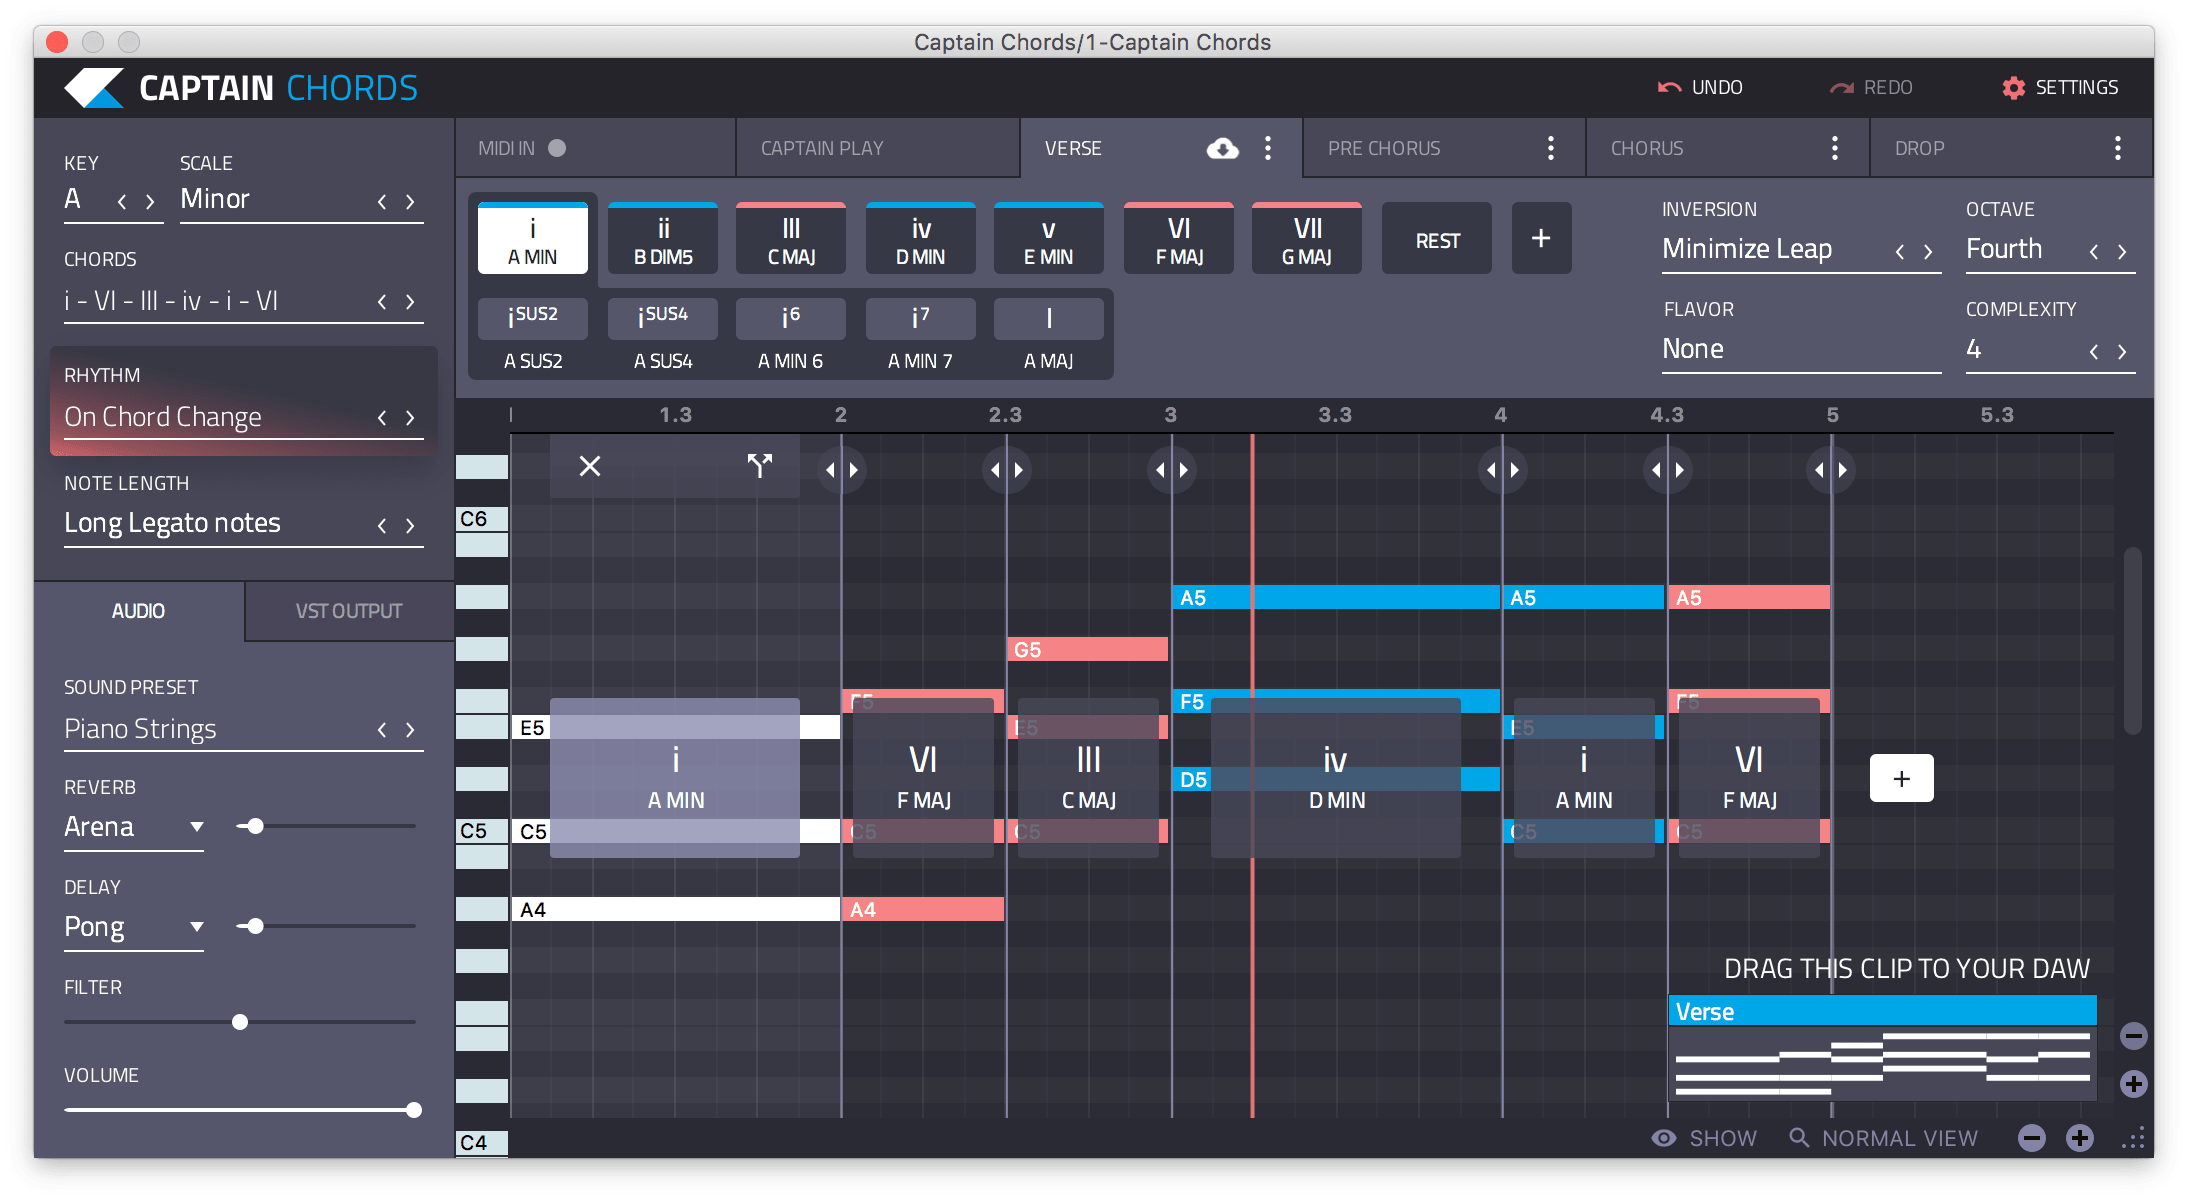 Captain Chords/1-Captain Chords
CAPTAIN CHORDS
UNDO
REDO
SETTINGS
KEY
A
SCALE
Minor
CHORDS
i - VI - III - iv - i - VI
RHYTHM
On Chord Change
NOTE LENGTH
Long Legato notes
AUDIO
VST OUTPUT
SOUND PRESET
Piano Strings
REVERB
Arena
DELAY
Pong
FILTER
VOLUME
MIDI IN
CAPTAIN PLAY
VERSE
PRE CHORUS
CHORUS
DROP
i
A MIN
ii
B DIM5
III
C MAJ
iv
D MIN
v
E MIN
VI
F MAJ
VII
G MAJ
REST
+
iSUS2
A SUS2
iSUS4
A SUS4
i6
A MIN 6
i7
A MIN 7
I
A MAJ
INVERSION
Minimize Leap
OCTAVE
Fourth
FLAVOR
None
COMPLEXITY
4
1.3
2
2.3
3
3.3
4
4.3
5
5.3
C6
A5
A5
A5
G5
F5
F5
F5
E5
E5
E5
D5
i
A MIN
VI
F MAJ
III
C MAJ
iv
D MIN
i
A MIN
VI
F MAJ
+
C5
C5
C5
C5
C5
C5
A4
A4
DRAG THIS CLIP TO YOUR DAW
Verse
C4
SHOW
NORMAL VIEW